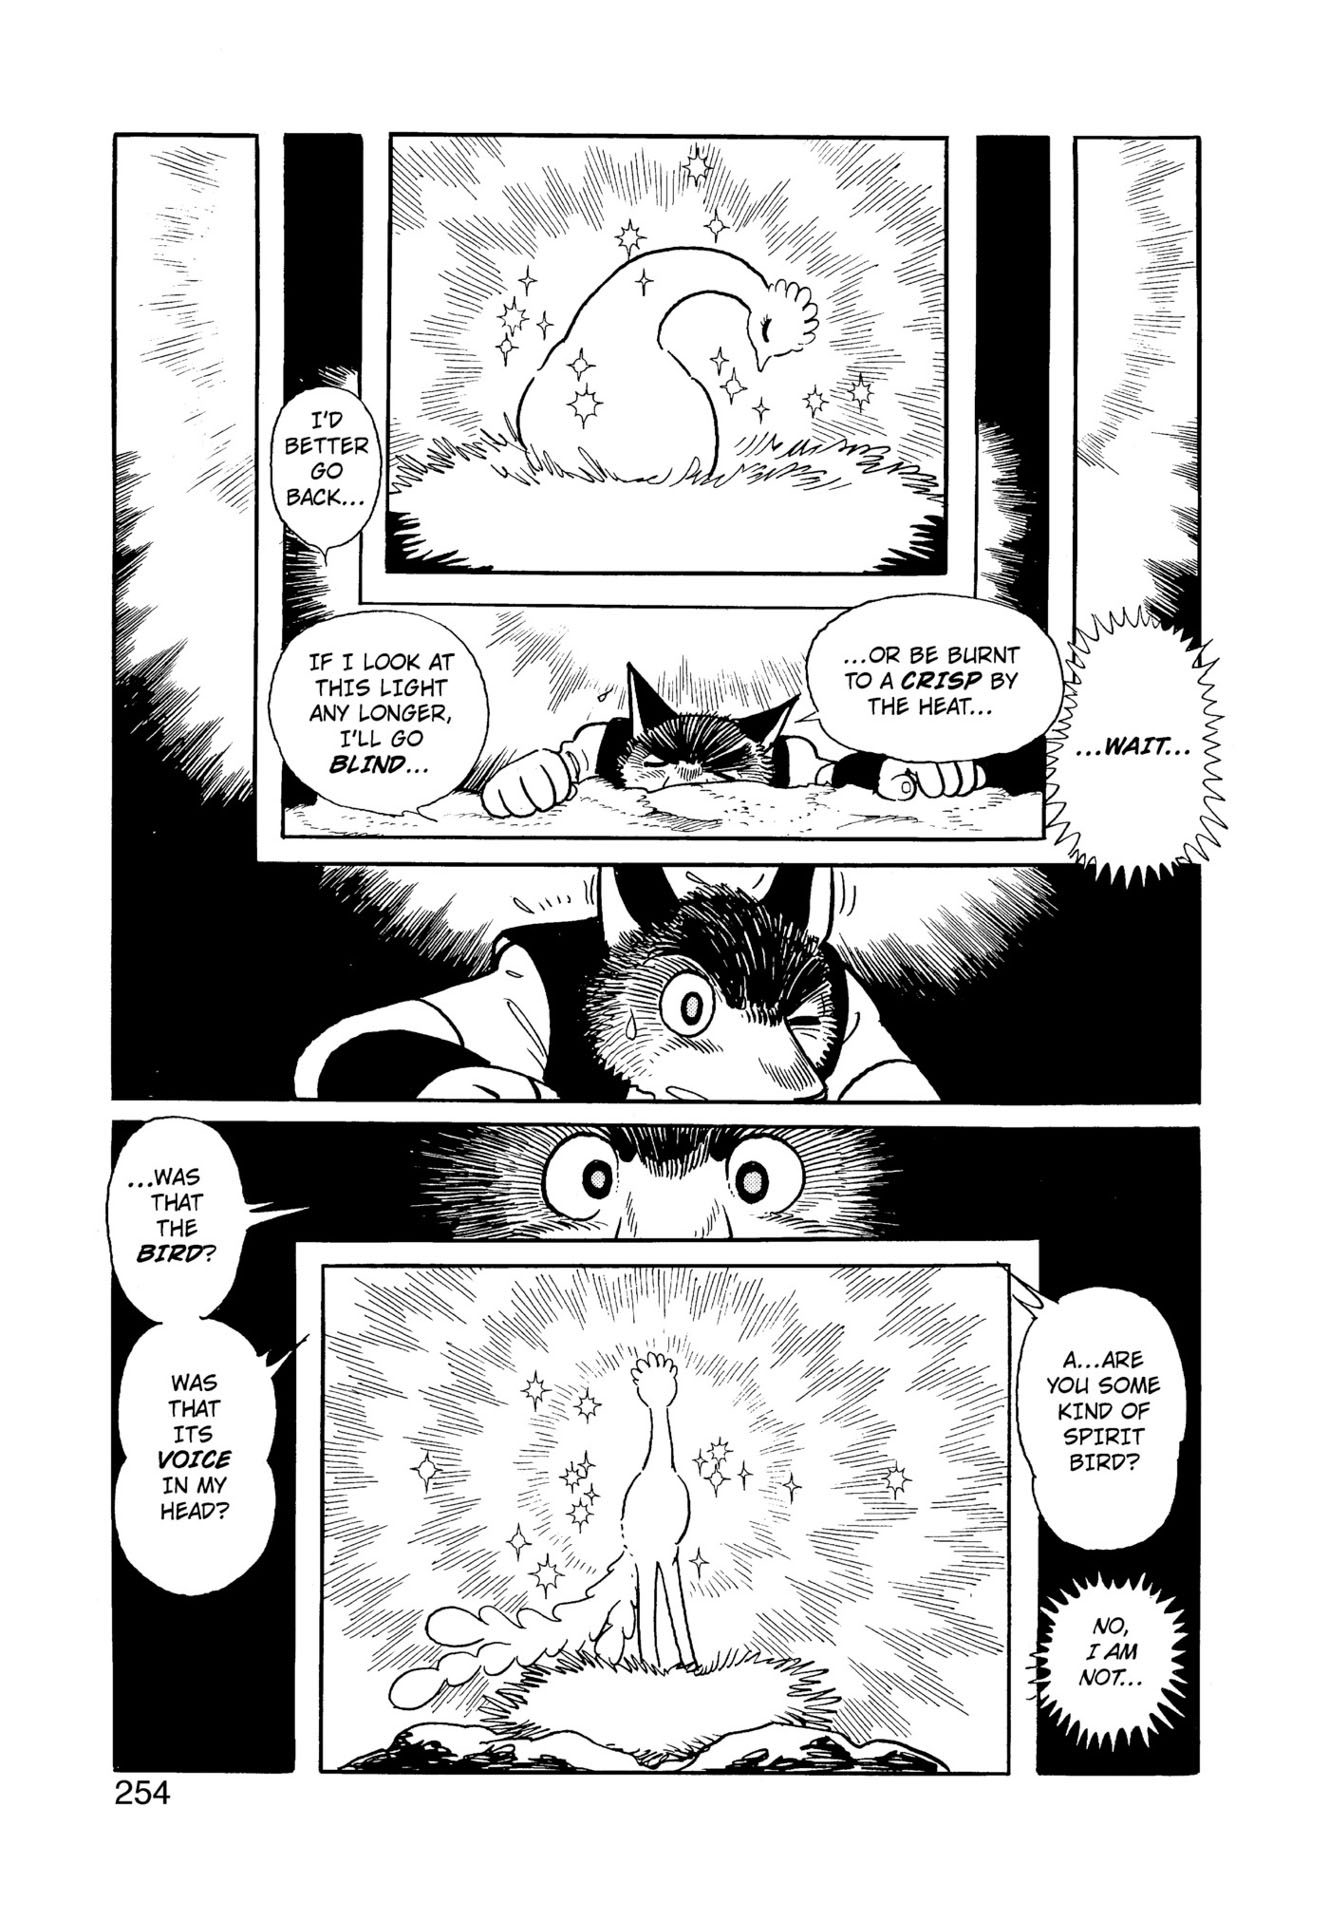 I'D
BETTER
GO
BACK...
IF I LOOK AT
THIS LIGHT
ANY LONGER,
I'LL GO
BLIND...
...OR BE BURNT
TO A CRISP BY
THE HEAT...
...WAIT...
...WAS
THAT
THE
BIRD?
WAS
THAT
ITS
VOICE
IN MY
HEAD?
A...ARE
YOU SOME
KIND OF
SPIRIT
BIRD?
NO,
I AM
NOT...
254